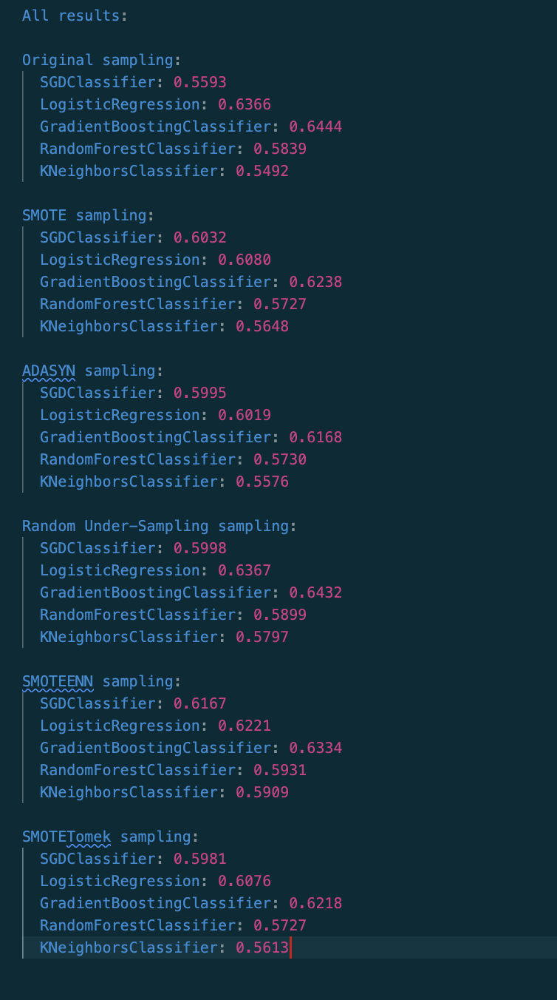 All results:
Original sampling:
SGDClassifier: 0.5593
LogisticRegression: 0.6366
GradientBoostingClassifier: 0.6444
RandomForestClassifier: 0.5839
KNeighborsClassifier: 0.5492
SMOTE sampling:
SGDClassifier: 0.6032
LogisticRegression: 0.6080
GradientBoostingClassifier: 0.6238
RandomForestClassifier: 0.5727
KNeighborsClassifier: 0.5648
ADASYN sampling:
SGDClassifier: 0.5995
LogisticRegression: 0.6019
GradientBoostingClassifier: 0.6168
RandomForestClassifier: 0.5730
KNeighborsClassifier: 0.5576
Random Under-Sampling sampling:
SGDClassifier: 0.5998
LogisticRegression: 0.6367
GradientBoostingClassifier: 0.6432
RandomForestClassifier: 0.5899
KNeighborsClassifier: 0.5797
SMOTEENN sampling:
SGDClassifier: 0.6167
LogisticRegression: 0.6221
GradientBoostingClassifier: 0.6334
RandomForestClassifier: 0.5931
KNeighborsClassifier: 0.5909
SMOTETomek sampling:
SGDClassifier: 0.5981
LogisticRegression: 0.6076
GradientBoostingClassifier: 0.6218
RandomForestClassifier: 0.5727
KNeighborsClassifier: 0.5613